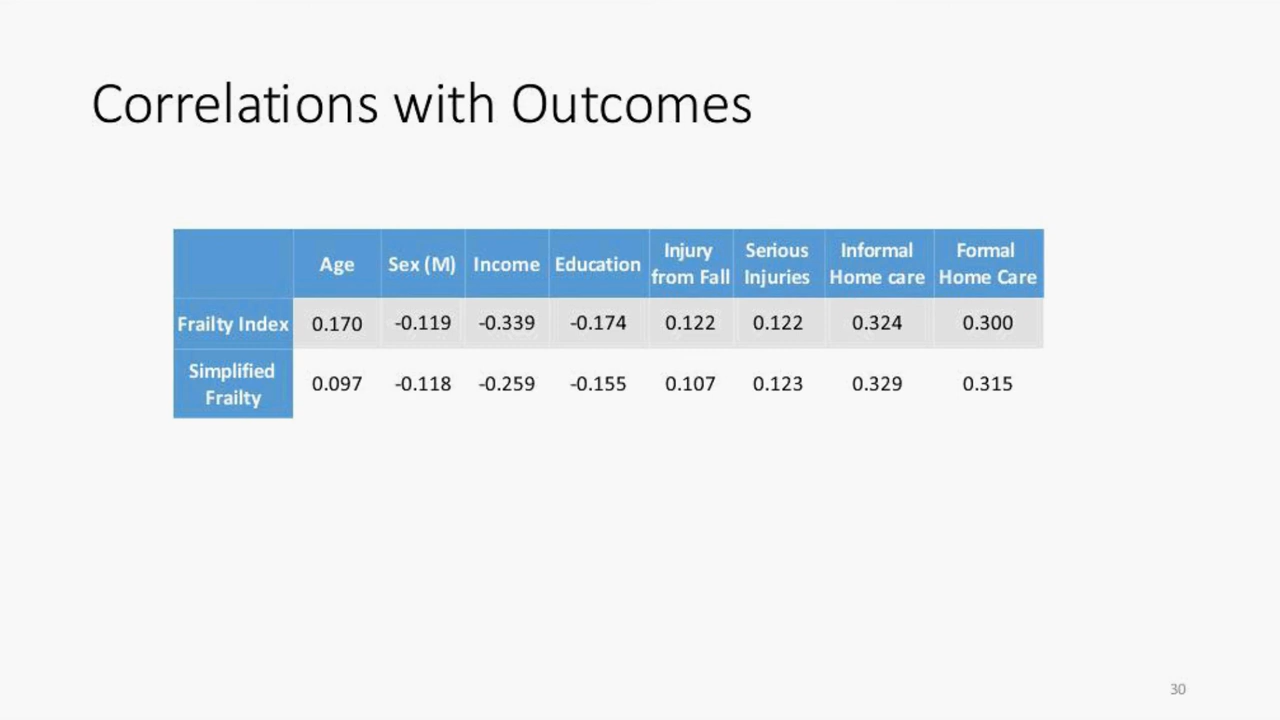 Correlations with Outcomes
Age Sex (M) Income Education Injury from Fall Serious Injuries Informal Home care Formal Home Care
Frailty Index 0.170 -0.119 -0.339 -0.174 0.122 0.122 0.324 0.300
Simplified Frailty 0.097 -0.118 -0.259 -0.155 0.107 0.123 0.329 0.315
30